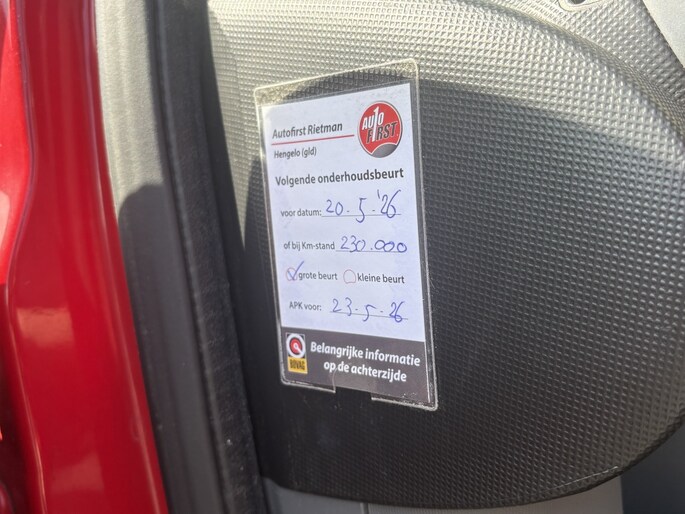 Autofirst Rietman
Hengelo (gld)
AUTO
FIRST
Volgende onderhoudsbeurt
voor datum: 20-5-'26
of bij Km-stand 230.000
grote beurt kleine beurt
APK voor: 23-5-26
BOVAG
Belangrijke informatie
op de achterzijde